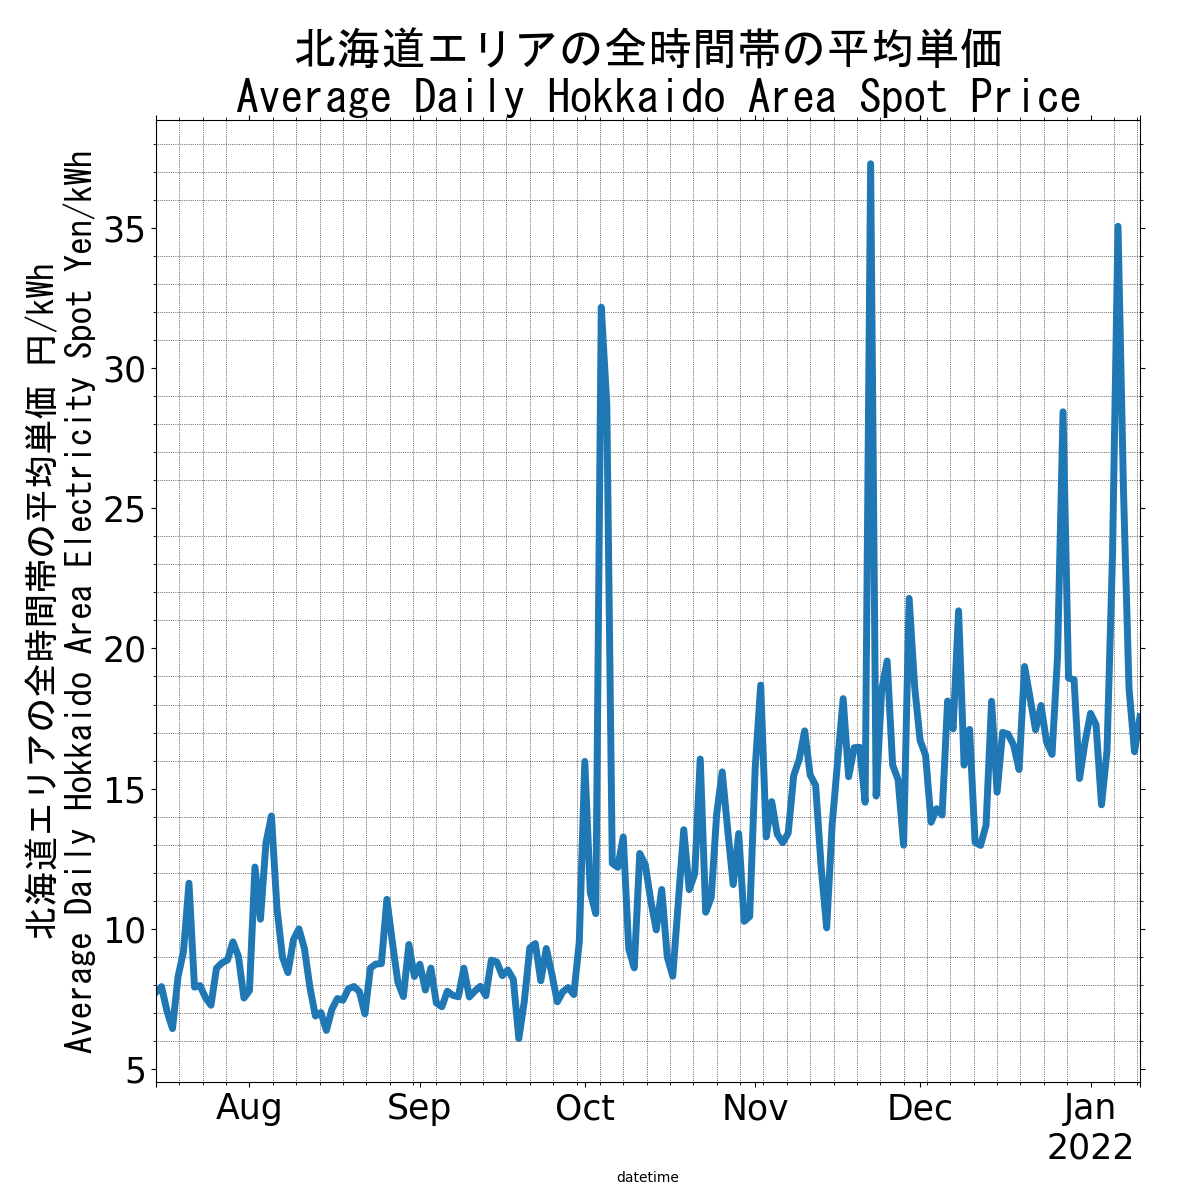 北海道エリアの全時間帯の平均単価
Average Daily Hokkaido Area Spot Price
北海道エリアの全時間帯の平均単価 円/kWh
Average Daily Hokkaido Area Electricity Spot Yen/kWh
35
30
25
20
15
10
5
Aug Sep Oct Nov Dec Jan
2022
datetime